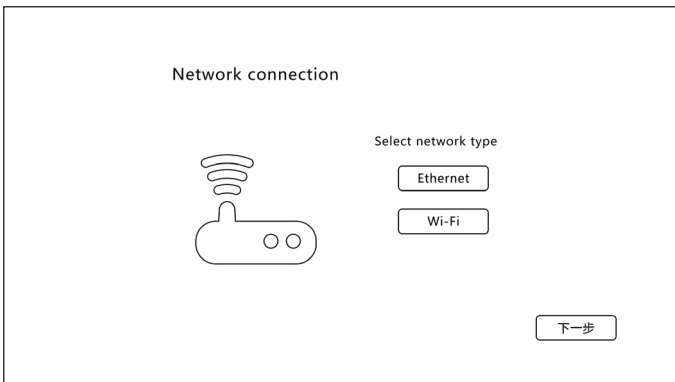 Network connection
Select network type
Ethernet
Wi-Fi
下一步